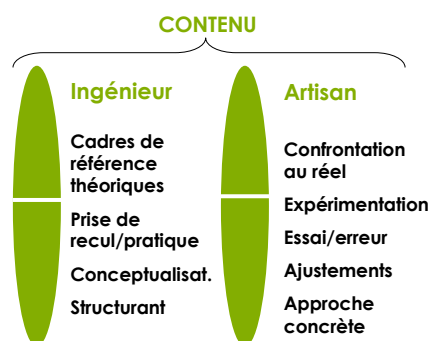 CONTENU
Ingénieur
Cadres de
référence
théoriques
Prise de
recul/pratique
Conceptualisat.
Structurant
Artisan
Confrontation
au réel
Expérimentation
Essai/erreur
Ajustements
Approche
concrète